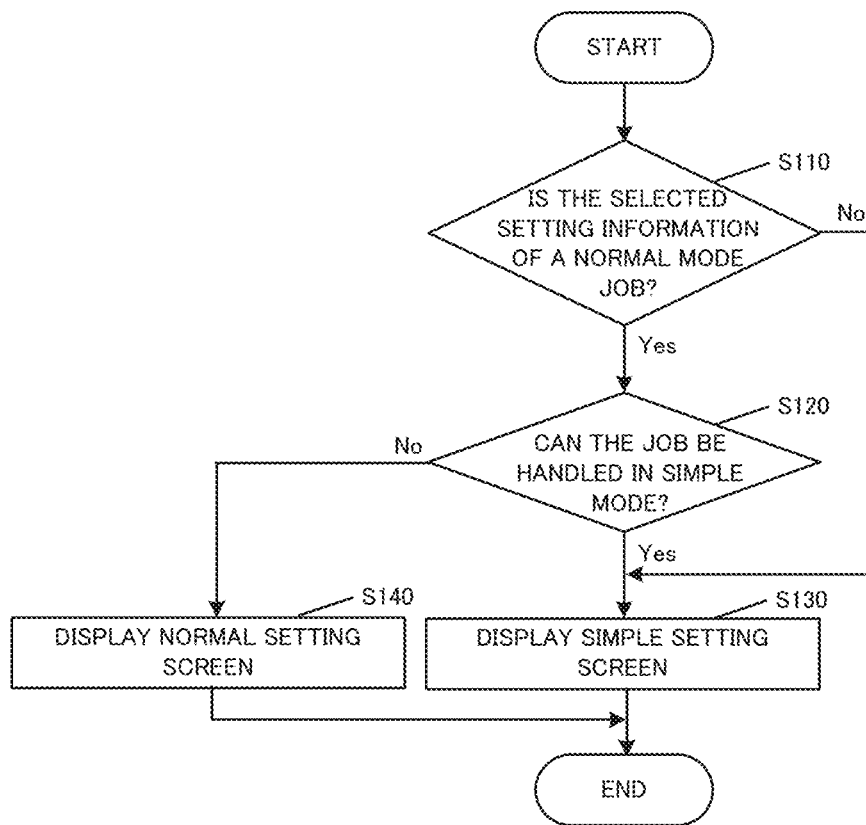 START
S110
IS THE SELECTED
SETTING INFORMATION
OF A NORMAL MODE
JOB?
No
Yes
S120
No
CAN THE JOB BE
HANDLED IN SIMPLE
MODE?
Yes
S140
DISPLAY NORMAL SETTING
SCREEN
S130
DISPLAY SIMPLE SETTING
SCREEN
END